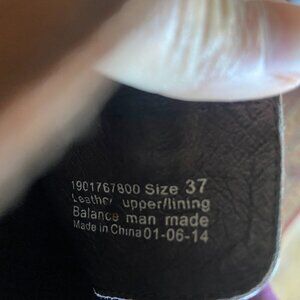 1901767800 Size 37
Leather upper/lining
Balance man made
Made in China 01-06-14